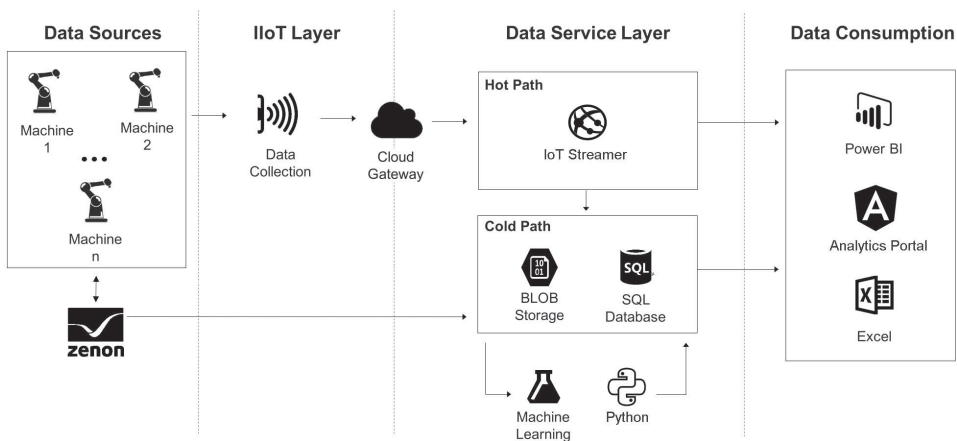 Data Sources
IIoT Layer
Data Service Layer
Data Consumption
Machine
1
Machine
2
Machine
n
zenon
Data
Collection
Cloud
Gateway
Hot Path
IoT Streamer
Cold Path
10
01
BLOB
Storage
SQL
SQL
Database
Machine
Learning
Python
Power BI
A
Analytics Portal
X
Excel